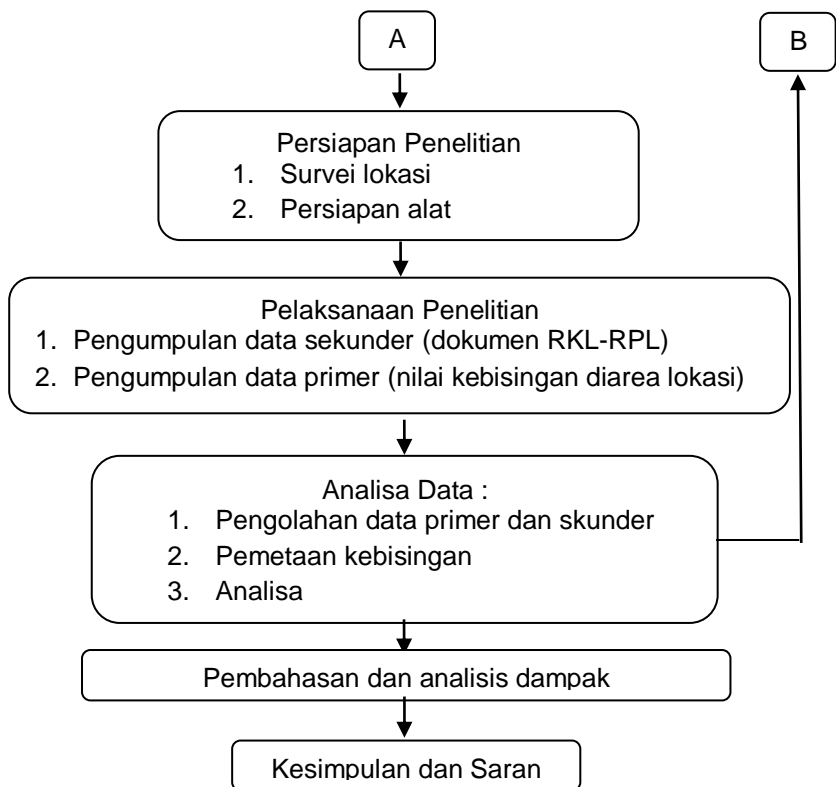 A
B
Persiapan Penelitian
1. Survei lokasi
2. Persiapan alat
Pelaksanaan Penelitian
1. Pengumpulan data sekunder (dokumen RKL-RPL)
2. Pengumpulan data primer (nilai kebisingan diarea lokasi)
Analisa Data :
1. Pengolahan data primer dan skunder
2. Pemetaan kebisingan
3. Analisa
Pembahasan dan analisis dampak
Kesimpulan dan Saran